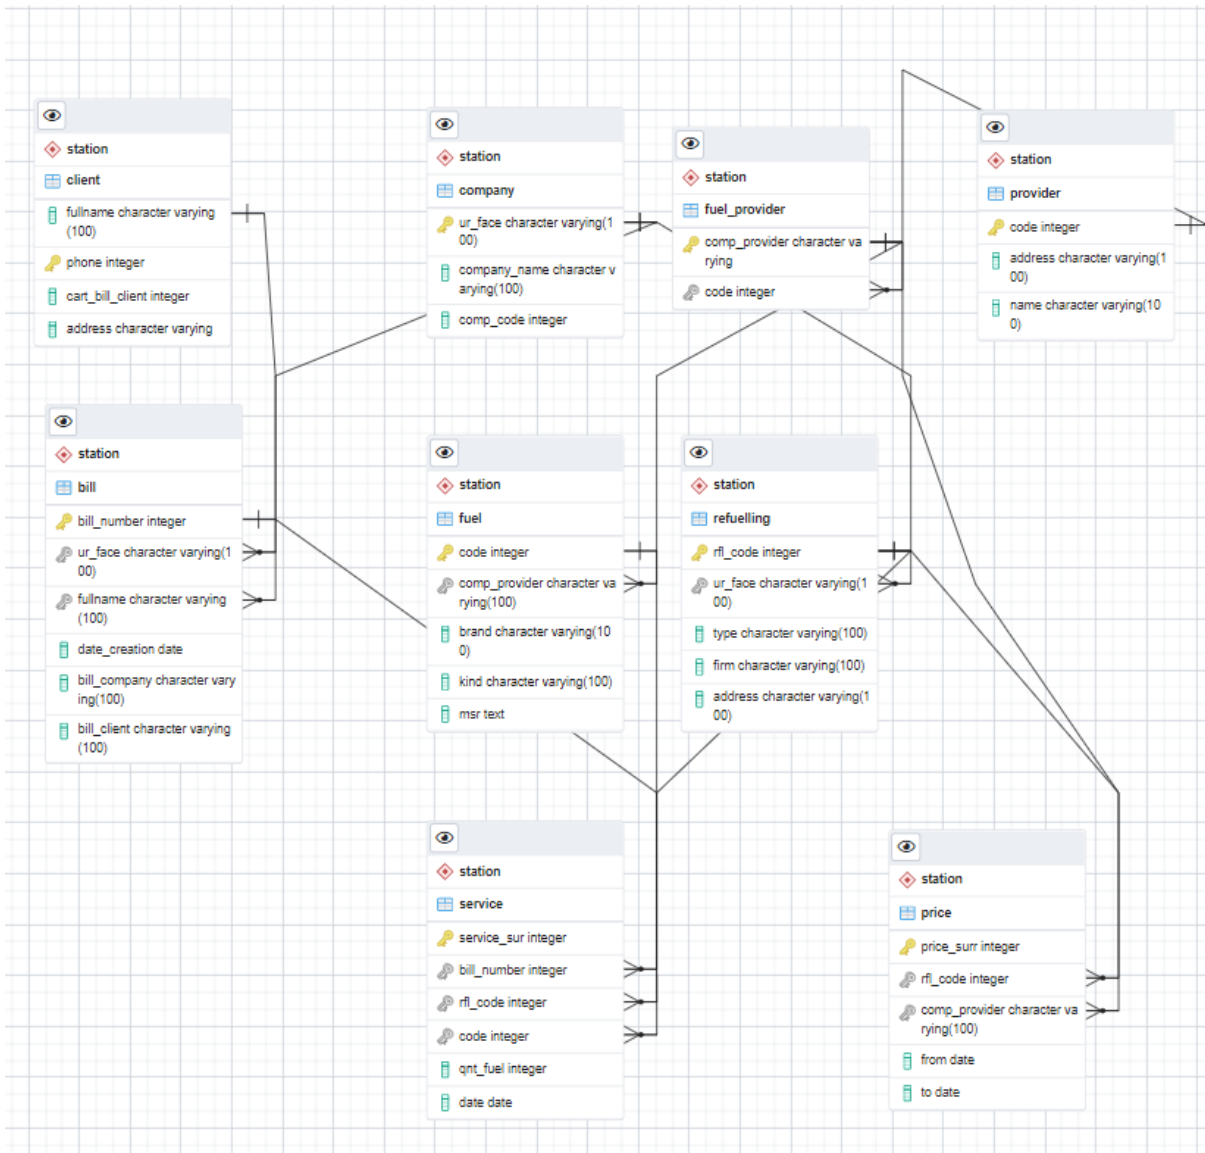 station
client
fullname character varying
(100)
phone integer
cart_bill_client integer
address character varying
station
company
ur_face character varying(1
00)
company_name character v
arying(100)
comp_code integer
station
fuel_provider
comp_provider character va
rying
code integer
station
provider
code integer
address character varying(1
00)
name character varying(10
0)
station
bill
bill_number integer
ur_face character varying(1
00)
fullname character varying
(100)
date_creation date
bill_company character vary
ing(100)
bill_client character varying
(100)
station
fuel
code integer
comp_provider character va
rying(100)
brand character varying(10
0)
kind character varying(100)
msr text
station
refuelling
rfl_code integer
ur_face character varying(1
00)
type character varying(100)
firm character varying(100)
address character varying(1
00)
station
service
service_sur integer
bill_number integer
rfl_code integer
code integer
qnt_fuel integer
date date
station
price
price_surr integer
rfl_code integer
comp_provider character va
rying(100)
from date
to date